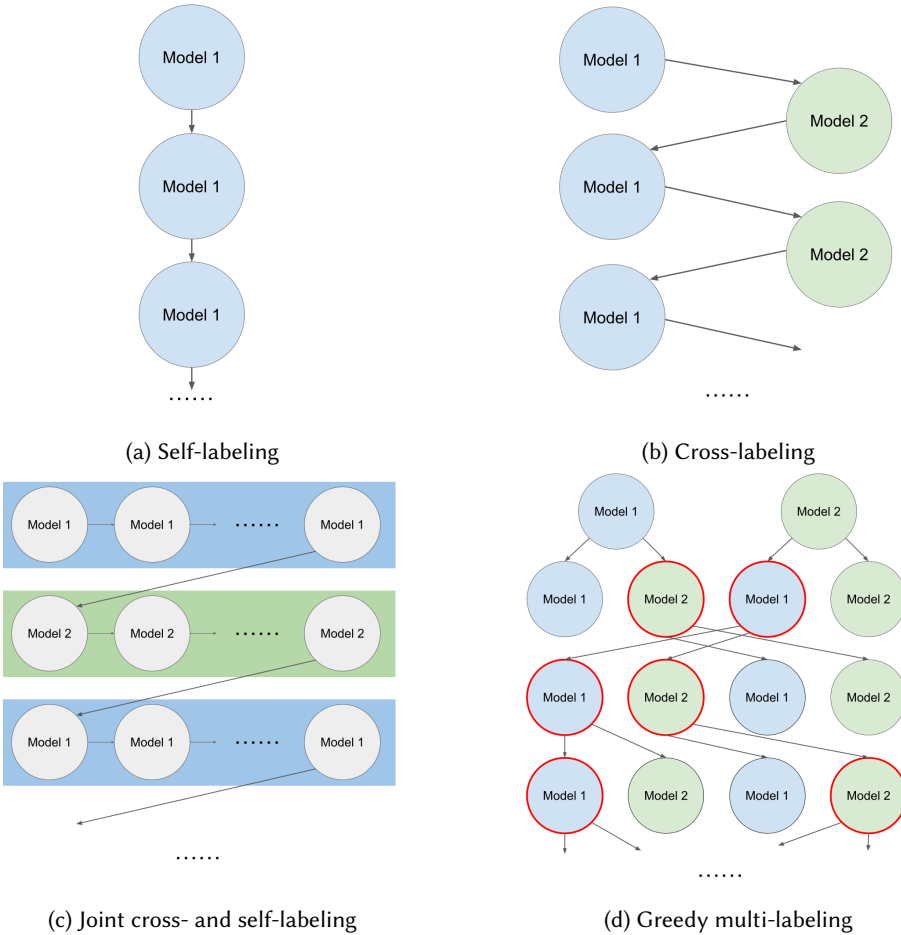 Model 1
Model 1
Model 1
......
(a) Self-labeling
Model 1
Model 2
Model 1
Model 2
Model 1
......
(b) Cross-labeling
Model 1 Model 1 ...... Model 1
Model 2 Model 2 ...... Model 2
Model 1 Model 1 ...... Model 1
......
(c) Joint cross- and self-labeling
Model 1 Model 2
Model 1 Model 2 Model 1 Model 2
Model 1 Model 2 Model 1 Model 2
Model 1 Model 2 Model 1 Model 2
......
(d) Greedy multi-labeling